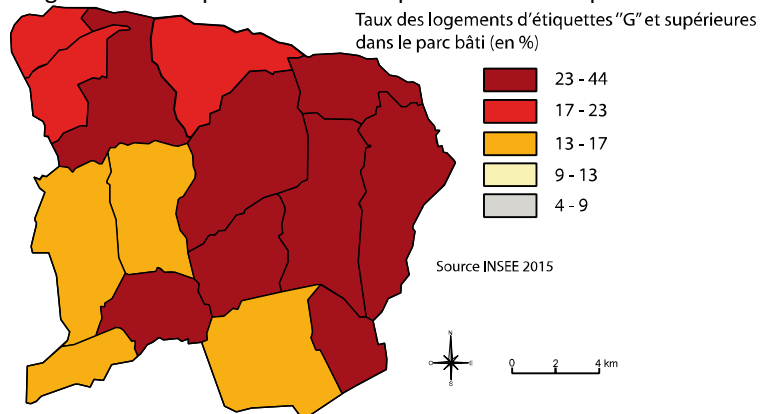 Taux des logements d'étiquettes "G" et supérieures
dans le parc bâti (en %)
23 - 44
17 - 23
13 - 17
9 - 13
4 - 9
Source INSEE 2015
N
O E
S
0 2 4 km